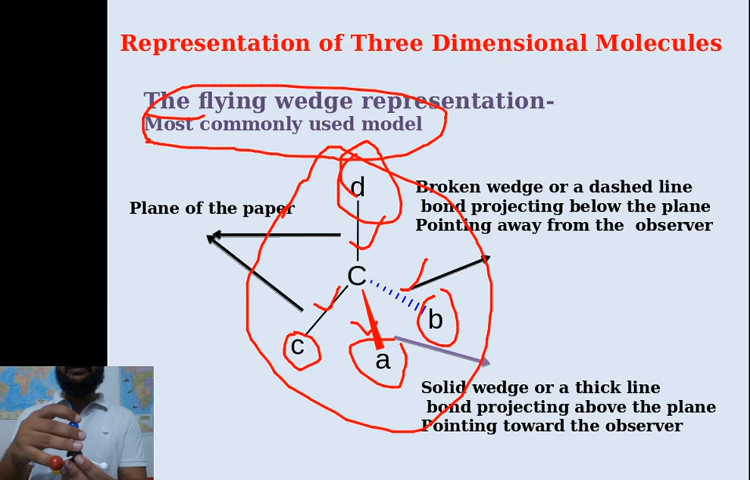 Representation of Three Dimensional Molecules
The flying wedge representation-
Most commonly used model
d
Broken wedge or a dashed line
bond projecting below the plane
Pointing away from the observer
Plane of the paper
C
b
c
a
Solid wedge or a thick line
bond projecting above the plane
Pointing toward the observer